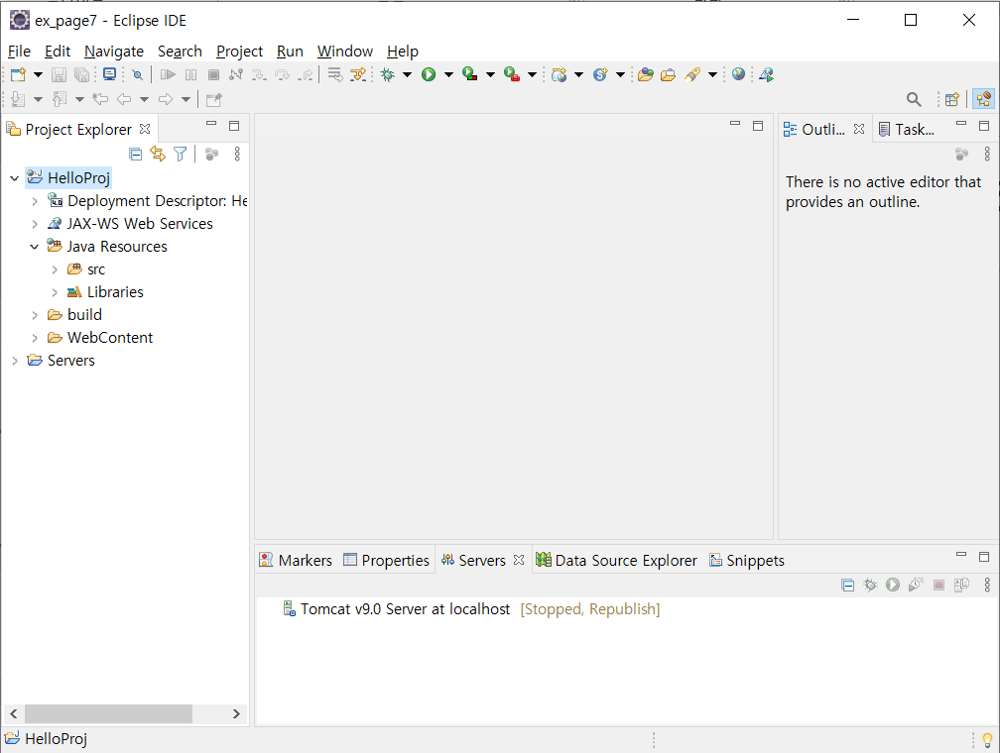 ex_page7 - Eclipse IDE
File Edit Navigate Search Project Run Window Help
Project Explorer
HelloProj
Deployment Descriptor: He
JAX-WS Web Services
Java Resources
src
Libraries
build
WebContent
Servers
Outli...
Task...
There is no active editor that
provides an outline.
Markers Properties Servers Data Source Explorer Snippets
Tomcat v9.0 Server at localhost [Stopped, Republish]
HelloProj